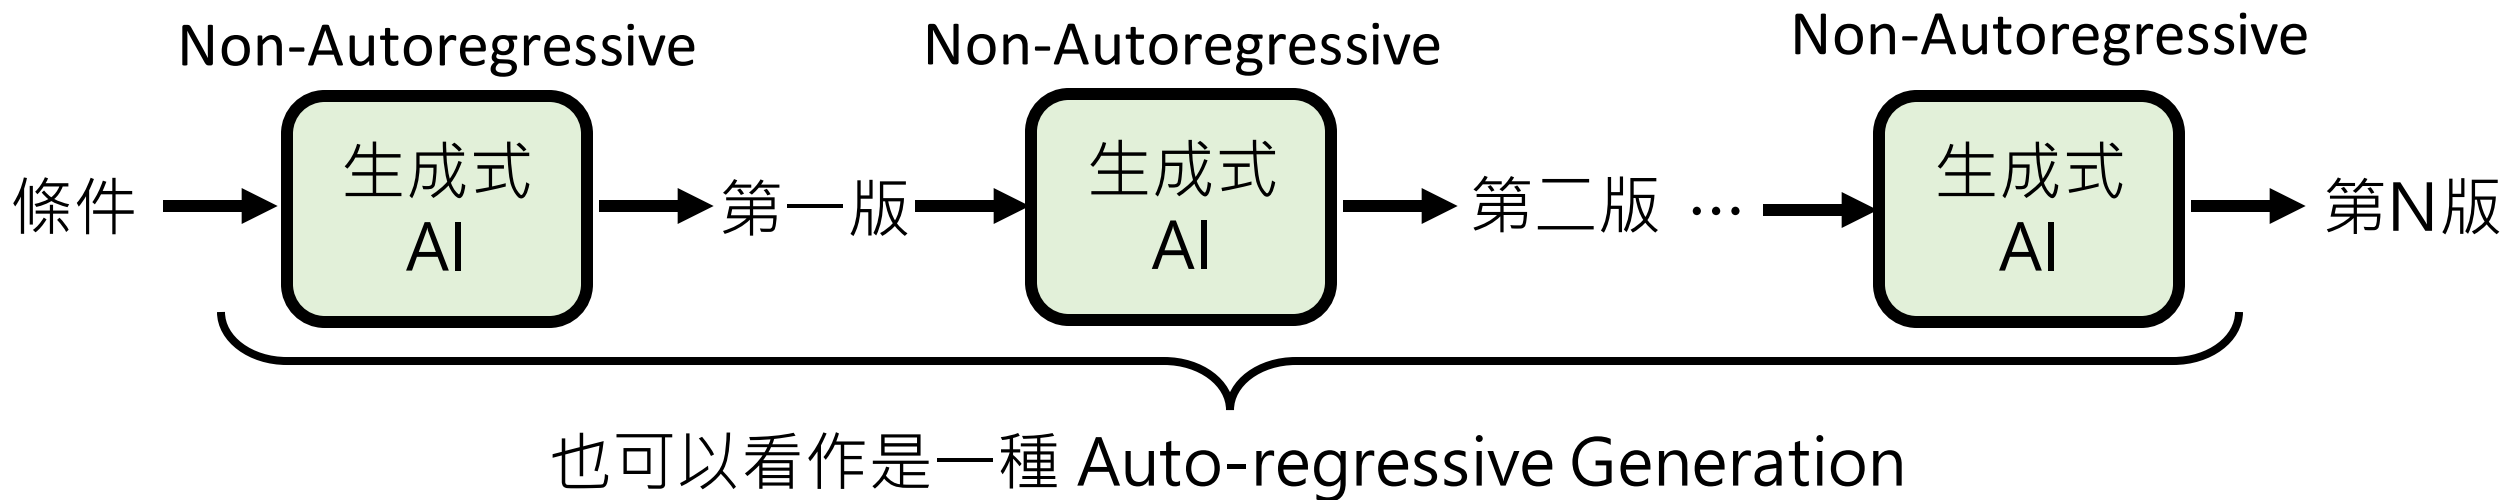 Non-Autoregressive
Non-Autoregressive
Non-Autoregressive
條件
生成式
AI
第一版
生成式
AI
第二版
...
生成式
AI
第N版
也可以看作是一種 Auto-regressive Generation